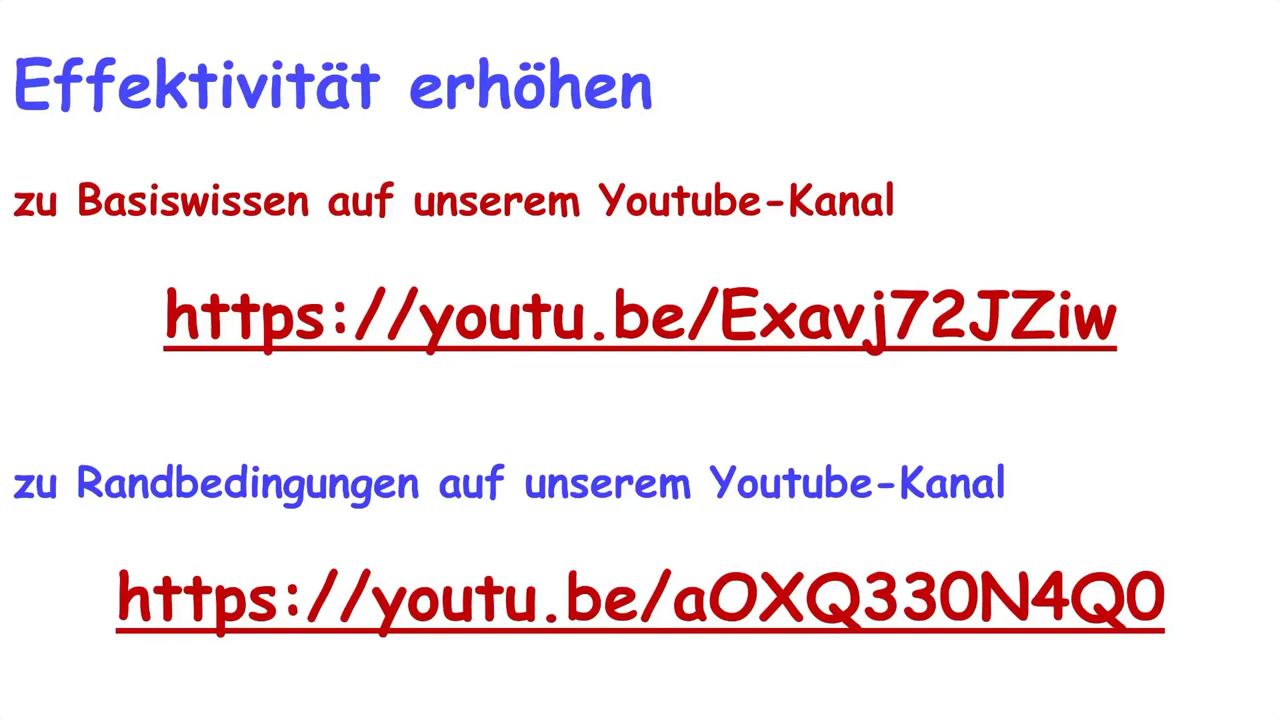 Effektivität erhöhen
zu Basiswissen auf unserem Youtube-Kanal
https://youtu.be/Exavj72JZiw
zu Randbedingungen auf unserem Youtube-Kanal
https://youtu.be/aOXQ330N4Q0